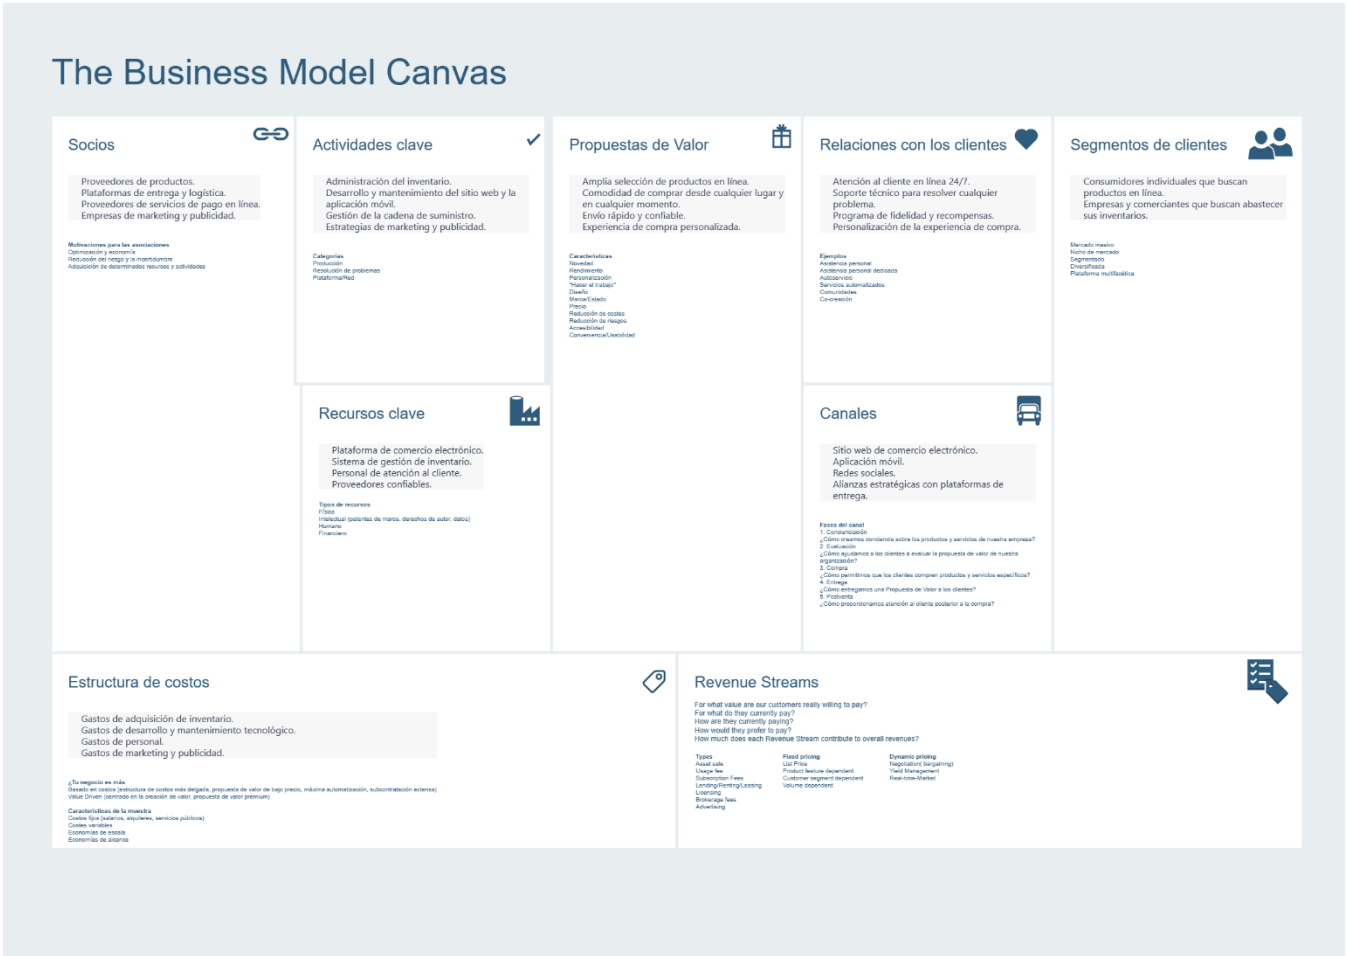 The Business Model Canvas
Socios
Proveedores de productos.
Plataformas de entrega y logística.
Proveedores de servicios de pago en línea.
Empresas de marketing y publicidad.
Motivaciones para las asociaciones
Optimización y economía
Reducción del riesgo y la incertidumbre
Adquisición de determinados recursos y actividades
Actividades clave
Administración del inventario.
Desarrollo y mantenimiento del sitio web y la
aplicación móvil.
Gestión de la cadena de suministro.
Estrategias de marketing y publicidad.
Categorías
Producción
Resolución de problemas
Plataforma/Red
Recursos clave
Plataforma de comercio electrónico.
Sistema de gestión de inventario.
Personal de atención al cliente.
Proveedores confiables.
Tipos de recursos
Físico
Intelectual (patentes de marca, derechos de autor, datos)
Humano
Financiero
Propuestas de Valor
Amplia selección de productos en línea.
Comodidad de comprar desde cualquier lugar y
en cualquier momento.
Envío rápido y confiable.
Experiencia de compra personalizada.
Características
Novedad
Rendimiento
Personalización
"Hacer el trabajo"
Diseño
Marca/Estado
Precio
Reducción de costes
Reducción de riesgos
Accesibilidad
Conveniencia/Usabilidad
Relaciones con los clientes
Atención al cliente en línea 24/7.
Soporte técnico para resolver cualquier
problema.
Programa de fidelidad y recompensas.
Personalización de la experiencia de compra.
Ejemplos
Asistencia personal
Asistencia personal dedicada
Autoservicio
Servicios automatizados
Comunidades
Co-creación
Canales
Sitio web de comercio electrónico.
Aplicación móvil.
Redes sociales.
Alianzas estratégicas con plataformas de
entrega.
Fases del canal
1. Concienciación
¿Cómo creamos conciencia sobre los productos y servicios de nuestra empresa?
2. Evaluación
¿Cómo ayudamos a los clientes a evaluar la propuesta de valor de nuestra
organización?
3. Compra
¿Cómo permitimos que los clientes compren productos y servicios específicos?
4. Entrega
¿Cómo entregamos una Propuesta de Valor a los clientes?
5. Postventa
¿Cómo proporcionamos atención al cliente posterior a la compra?
Segmentos de clientes
Consumidores individuales que buscan
productos en línea.
Empresas y comerciantes que buscan abastecer
sus inventarios.
Mercado masivo
Nicho de mercado
Segmentado
Diversificada
Plataforma multifacética
Estructura de costos
Gastos de adquisición de inventario.
Gastos de desarrollo y mantenimiento tecnológico.
Gastos de personal.
Gastos de marketing y publicidad.
¿Tu negocio es más
Basado en costos (estructura de costos más delgada, propuesta de valor de bajo precio, máxima automatización, subcontratación extensa)
Value Driven (centrado en la creación de valor, propuesta de valor premium)
Características de la muestra
Costos fijos (salarios, alquileres, servicios públicos)
Costes variables
Economías de escala
Economías de alcance
Revenue Streams
For what value are our customers really willing to pay?
For what do they currently pay?
How are they currently paying?
How would they prefer to pay?
How much does each Revenue Stream contribute to overall revenues?
Types
Asset sale
Usage fee
Subscription Fees
Lending/Renting/Leasing
Licensing
Brokerage fees
Advertising
Fixed pricing
List Price
Product feature dependent
Customer segment dependent
Volume dependent
Dynamic pricing
Negotiation( bargaining)
Yield Management
Real-time-Market